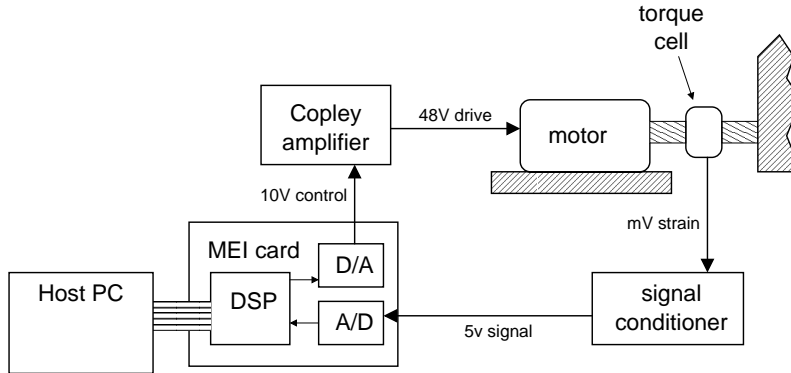 torque
cell
Copley
amplifier
48V drive
motor
10V control
mV strain
MEI card
D/A
Host PC
DSP
A/D
5v signal
signal
conditioner